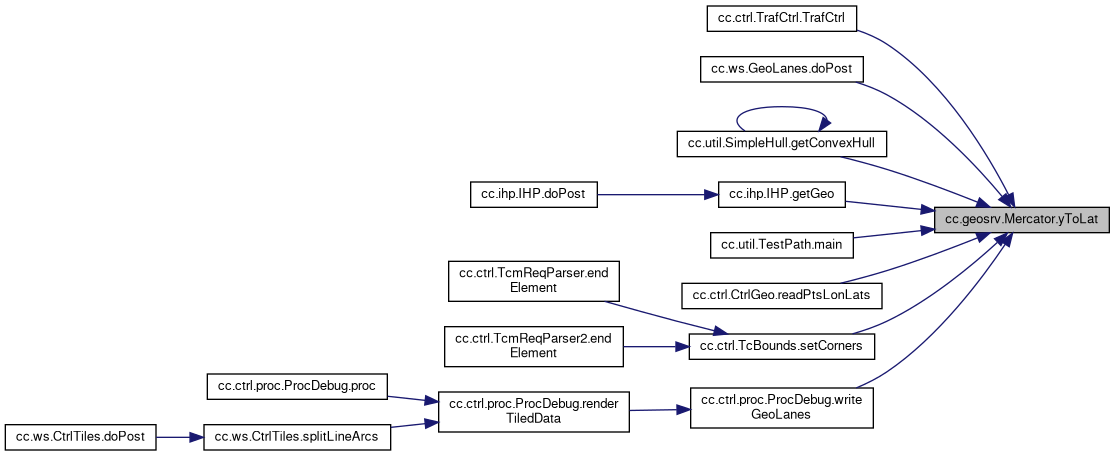 cc.ctrl.TrafCtrl.TrafCtrl
cc.ws.GeoLanes.doPost
cc.util.SimpleHull.getConvexHull
cc.ihp.IHP.doPost
cc.ihp.IHP.getGeo
cc.geosrv.Mercator.yToLat
cc.util.TestPath.main
cc.ctrl.TcmReqParser.end
Element
cc.ctrl.CtrlGeo.readPtsLonLats
cc.ctrl.TcmReqParser2.end
Element
cc.ctrl.TcBounds.setCorners
cc.ctrl.proc.ProcDebug.proc
cc.ctrl.proc.ProcDebug.render
TiledData
cc.ctrl.proc.ProcDebug.write
GeoLanes
cc.ws.CtrlTiles.doPost
cc.ws.CtrlTiles.splitLineArcs